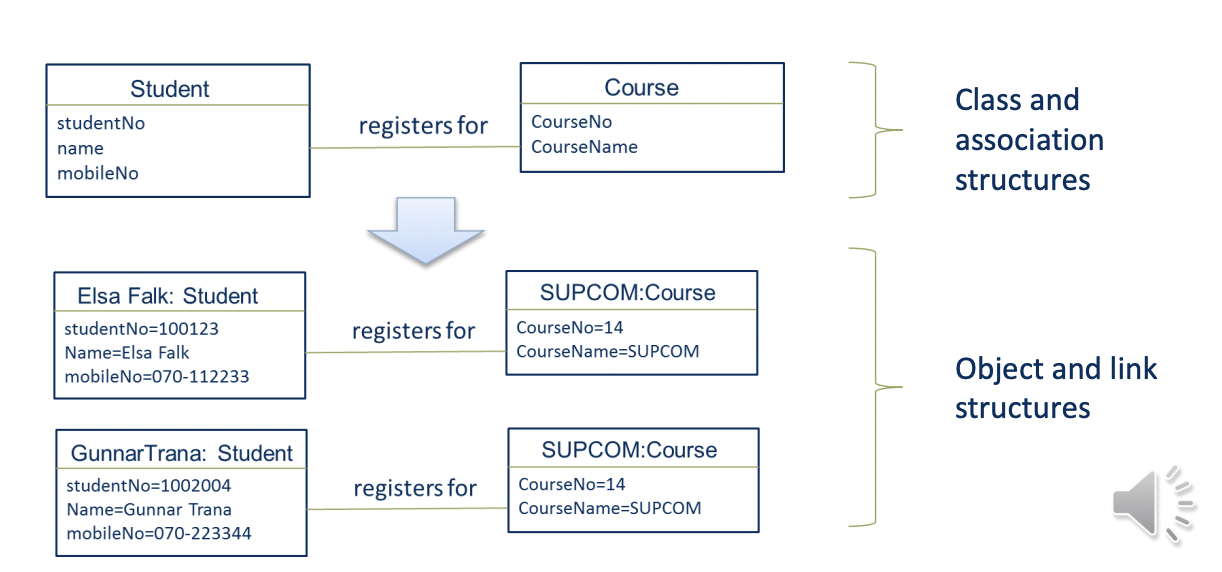 Student
studentNo
name
mobileNo
registers for
Course
CourseNo
CourseName
Class and
association
structures
Elsa Falk: Student
studentNo=100123
Name=Elsa Falk
mobileNo=070-112233
registers for
SUPCOM:Course
CourseNo=14
CourseName=SUPCOM
GunnarTrana: Student
studentNo=1002004
Name=Gunnar Trana
mobileNo=070-223344
registers for
SUPCOM:Course
CourseNo=14
CourseName=SUPCOM
Object and link
structures